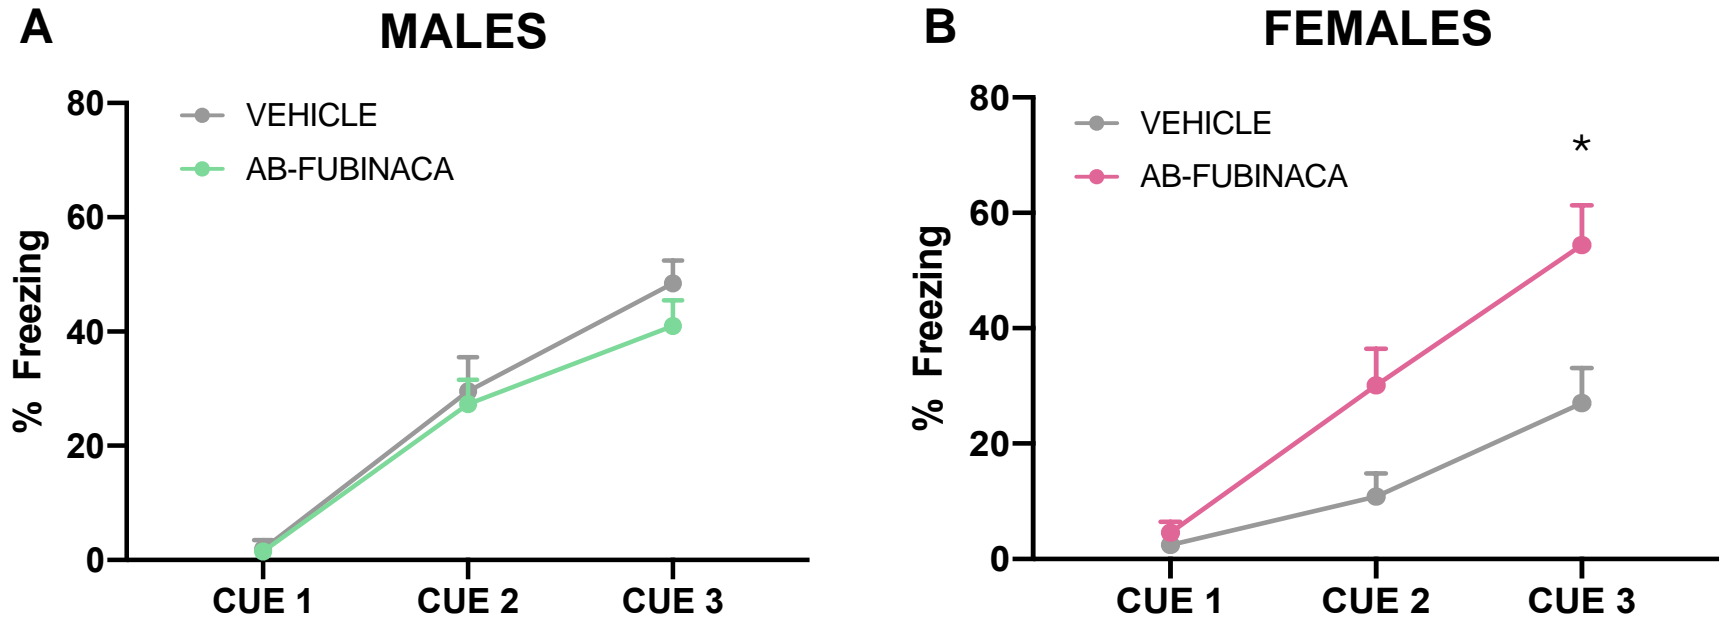 A
MALES
VEHICLE
AB-FUBINACA
% Freezing
80
60
40
20
0
CUE 1
CUE 2
CUE 3
B
FEMALES
VEHICLE
AB-FUBINACA
*
% Freezing
80
60
40
20
0
CUE 1
CUE 2
CUE 3